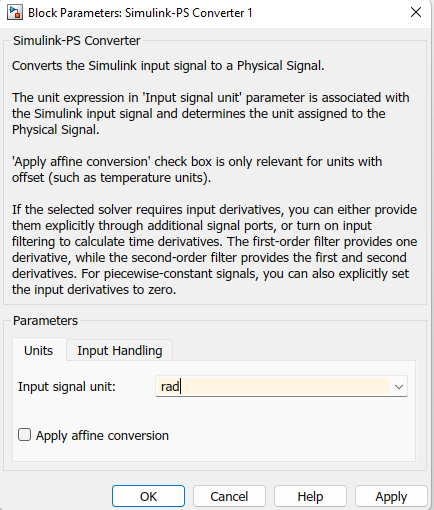 Block Parameters: Simulink-PS Converter 1
Simulink-PS Converter
Converts the Simulink input signal to a Physical Signal.
The unit expression in 'Input signal unit' parameter is associated with
the Simulink input signal and determines the unit assigned to the
Physical Signal.
'Apply affine conversion' check box is only relevant for units with
offset (such as temperature units).
If the selected solver requires input derivatives, you can either provide
them explicitly through additional signal ports, or turn on input
filtering to calculate time derivatives. The first-order filter provides one
derivative, while the second-order filter provides the first and second
derivatives. For piecewise-constant signals, you can also explicitly set
the input derivatives to zero.
Parameters
Units Input Handling
Input signal unit: rad
Apply affine conversion
OK Cancel Help Apply